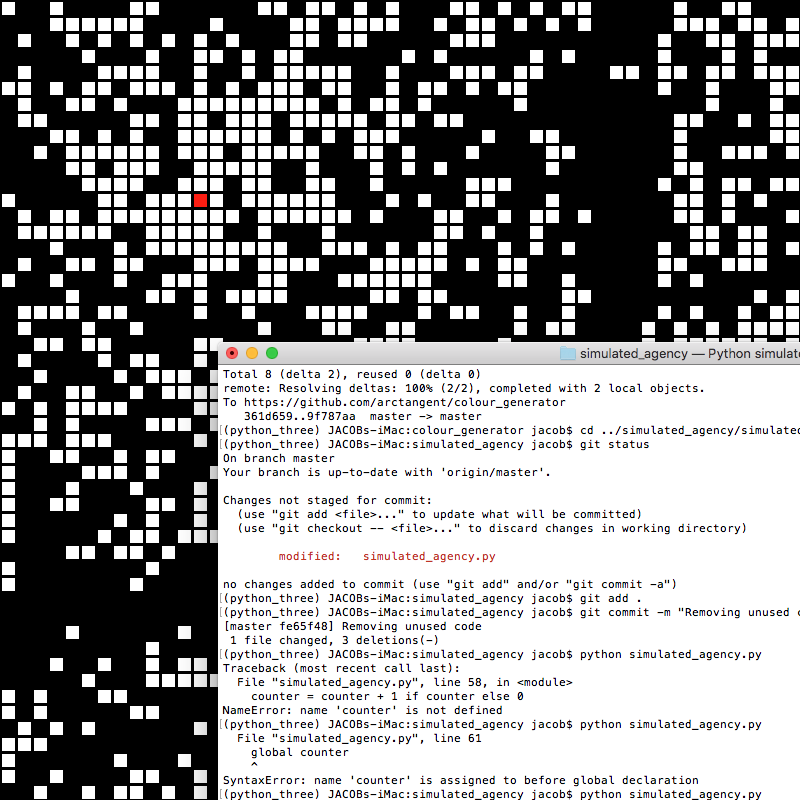 simulated_agency — Python simulat
Total 8 (delta 2), reused 0 (delta 0)
remote: Resolving deltas: 100% (2/2), completed with 2 local objects.
To https://github.com/arctangent/colour_generator
   361d659..9f787aa  master -> master
[(python_three) JACOBs-iMac:colour_generator jacob$ cd ../simulated_agency/simulated
[(python_three) JACOBs-iMac:simulated_agency jacob$ git status
On branch master
Your branch is up-to-date with 'origin/master'.
Changes not staged for commit:
  (use "git add <file>..." to update what will be committed)
  (use "git checkout -- <file>..." to discard changes in working directory)
        modified:   simulated_agency.py
no changes added to commit (use "git add" and/or "git commit -a")
[(python_three) JACOBs-iMac:simulated_agency jacob$ git add .
[(python_three) JACOBs-iMac:simulated_agency jacob$ git commit -m "Removing unused c
[master fe65f48] Removing unused code
 1 file changed, 3 deletions(-)
[(python_three) JACOBs-iMac:simulated_agency jacob$ python simulated_agency.py
Traceback (most recent call last):
  File "simulated_agency.py", line 58, in <module>
    counter = counter + 1 if counter else 0
NameError: name 'counter' is not defined
[(python_three) JACOBs-iMac:simulated_agency jacob$ python simulated_agency.py
  File "simulated_agency.py", line 61
    global counter
    ^
SyntaxError: name 'counter' is assigned to before global declaration
[(python_three) JACOBs-iMac:simulated_agency jacob$ python simulated_agency.py